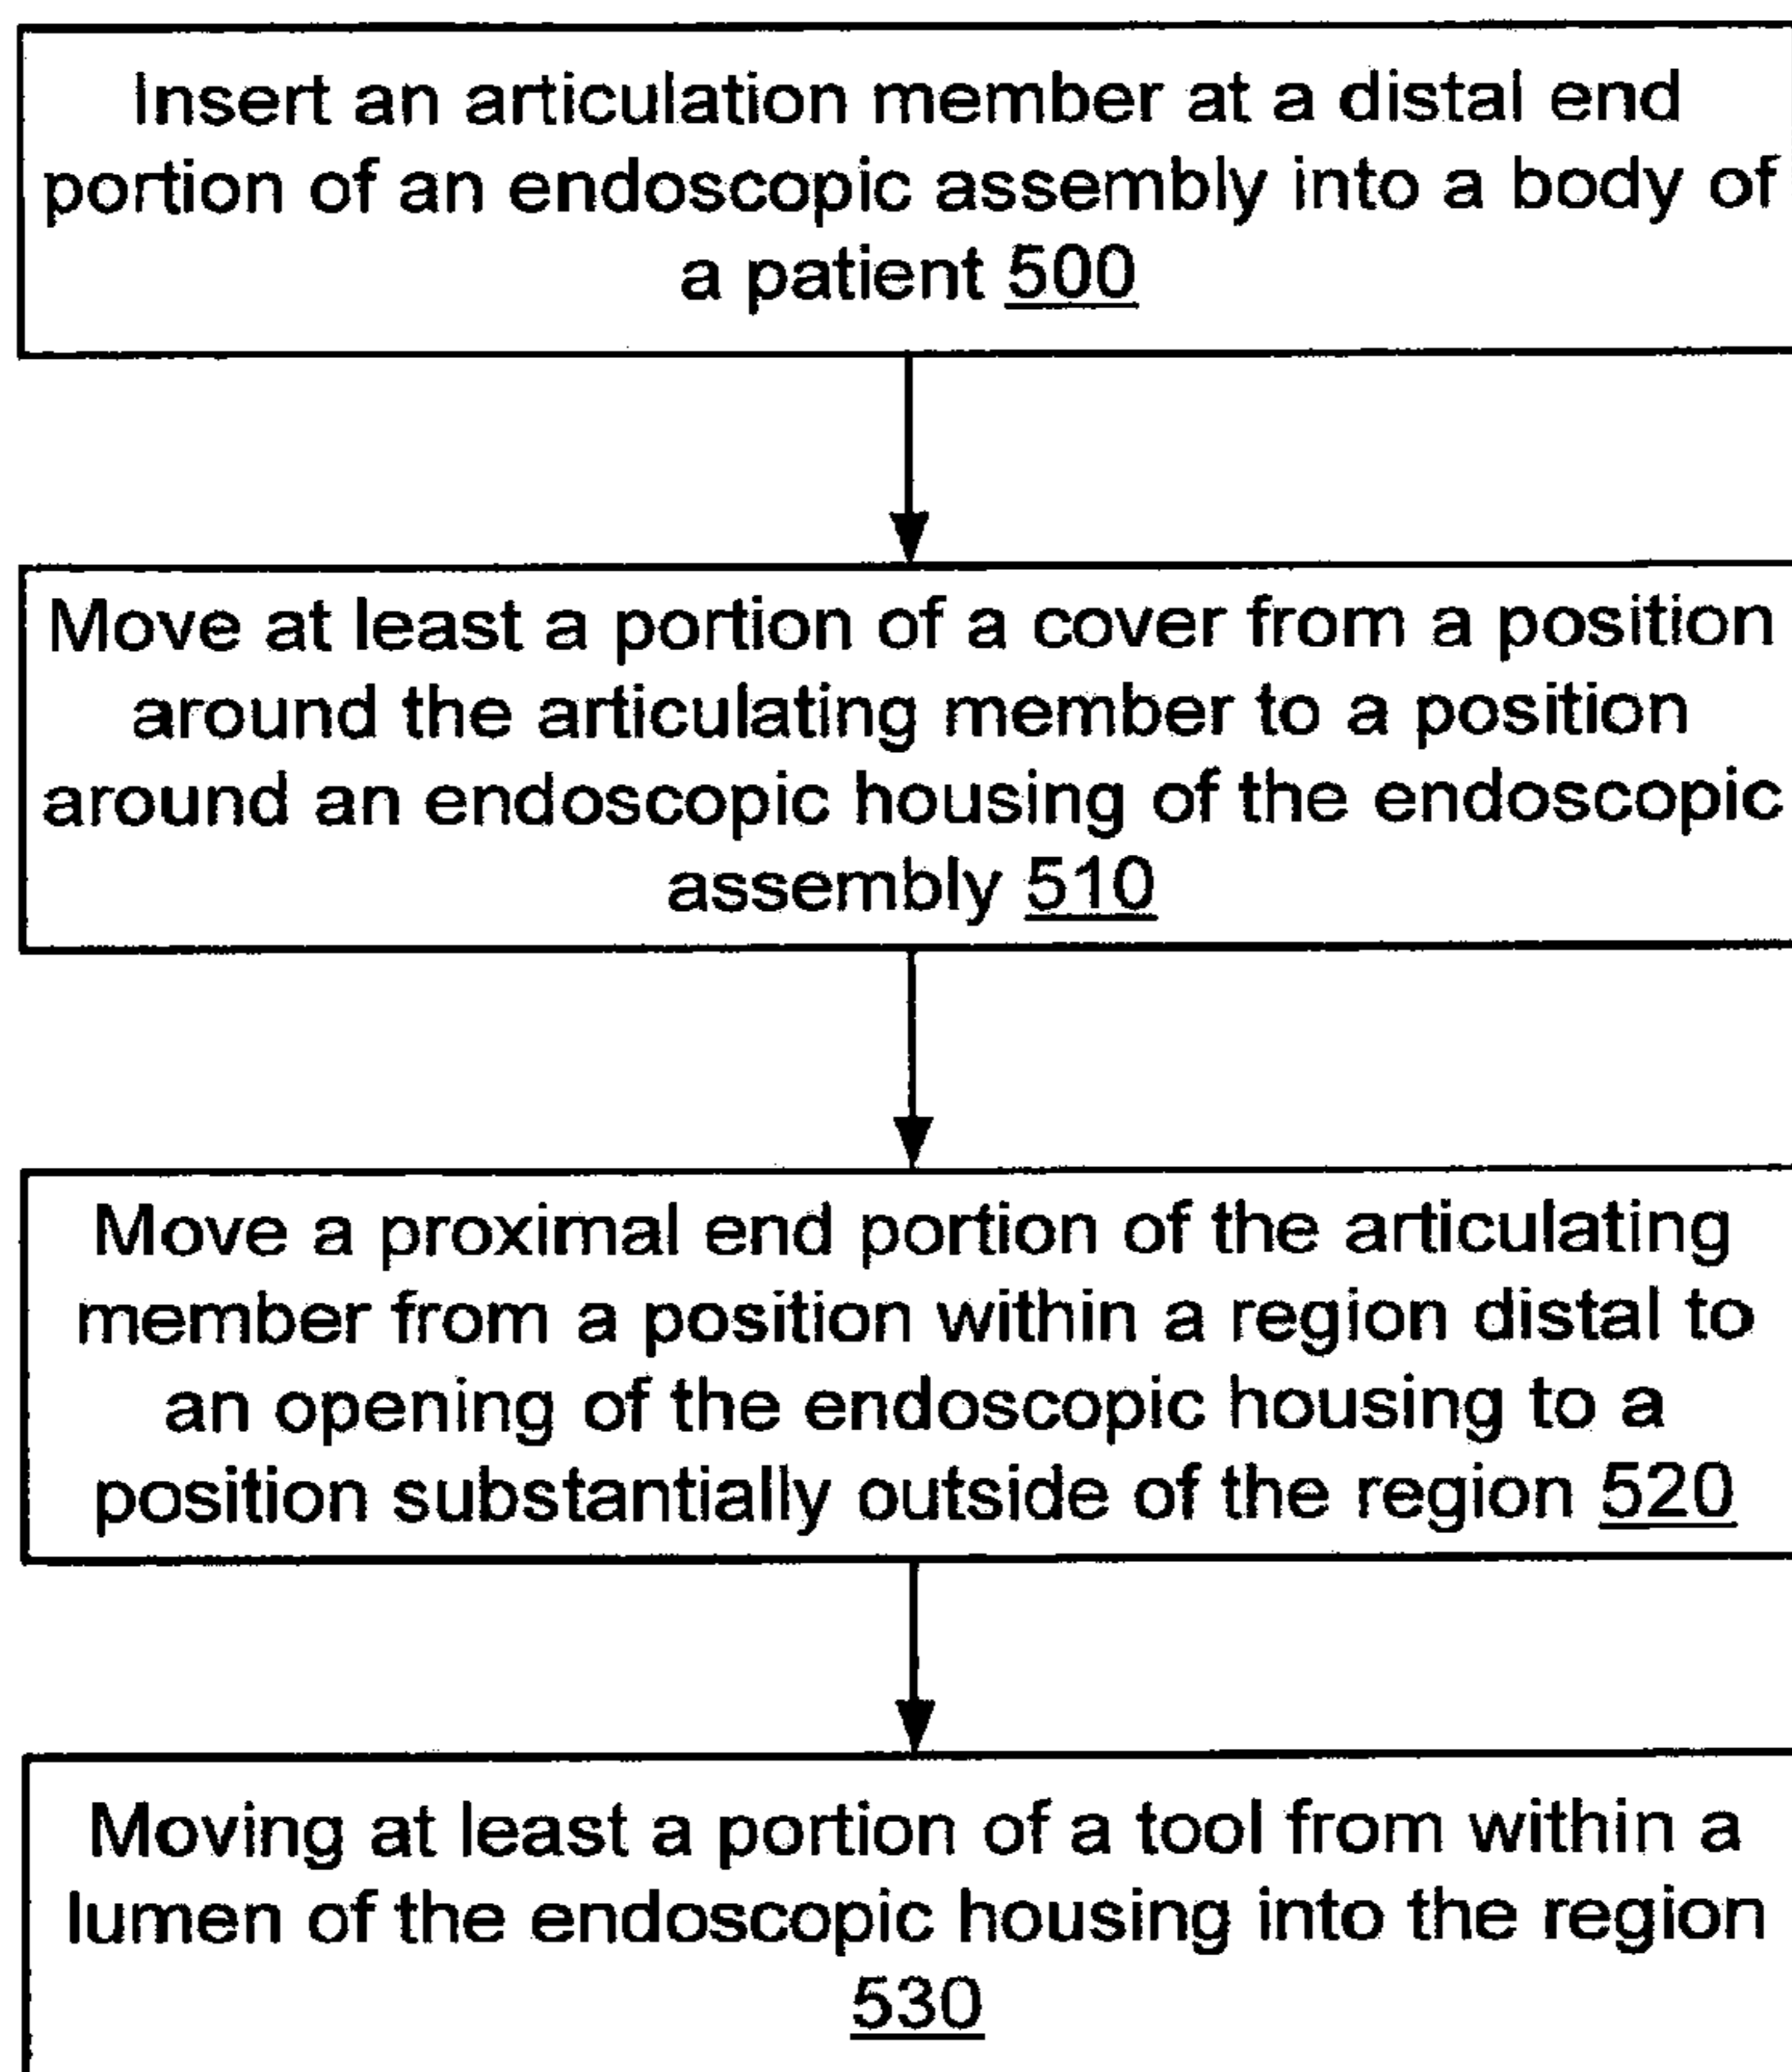 Insert an articulation member at a distal end
portion of an endoscopic assembly into a body of
a patient 500
Move at least a portion of a cover from a position
around the articulating member to a position
around an endoscopic housing of the endoscopic
assembly 510
Move a proximal end portion of the articulating
member from a position within a region distal to
an opening of the endoscopic housing to a
position substantially outside of the region 520
Moving at least a portion of a tool from within a
lumen of the endoscopic housing into the region
530